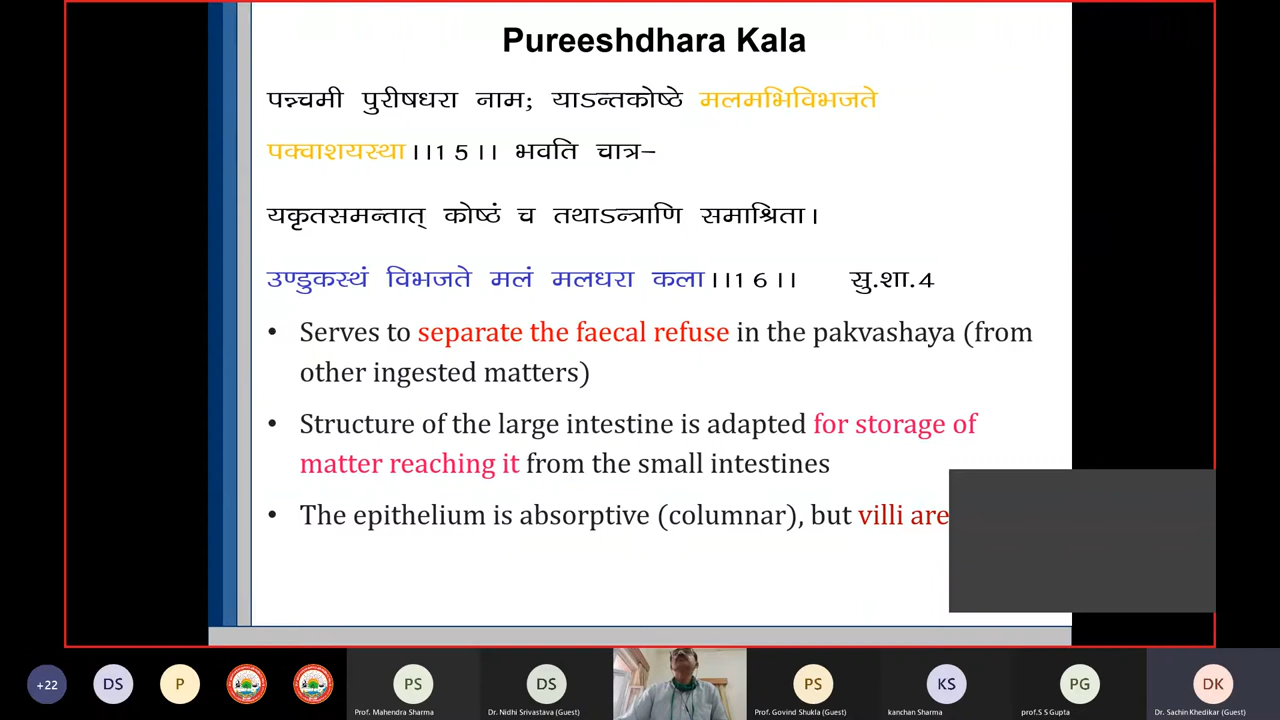 Pureeshdhara Kala
पन्चमी पुरीषधरा नाम; याऽन्तकोष्ठे मलमभिविभजते
पक्वाशयस्था।।15।। भवति चात्र–
यकृतसमन्तात् कोष्ठं च तथाऽन्त्राणि समाश्रिता।
उण्डुकस्थं विभजते मलं मलधरा कला।।16।। सु.शा.4
• Serves to separate the faecal refuse in the pakvashaya (from
other ingested matters)
• Structure of the large intestine is adapted for storage of
matter reaching it from the small intestines
• The epithelium is absorptive (columnar), but villi are
+22 DS P PS DS PS KS PG DK
Prof. Mahendra Sharma Dr. Nidhi Srivastava (Guest) Prof. Govind Shukla (Guest) kanchan Sharma prof.S S Gupta Dr. Sachin Khedikar (Guest)